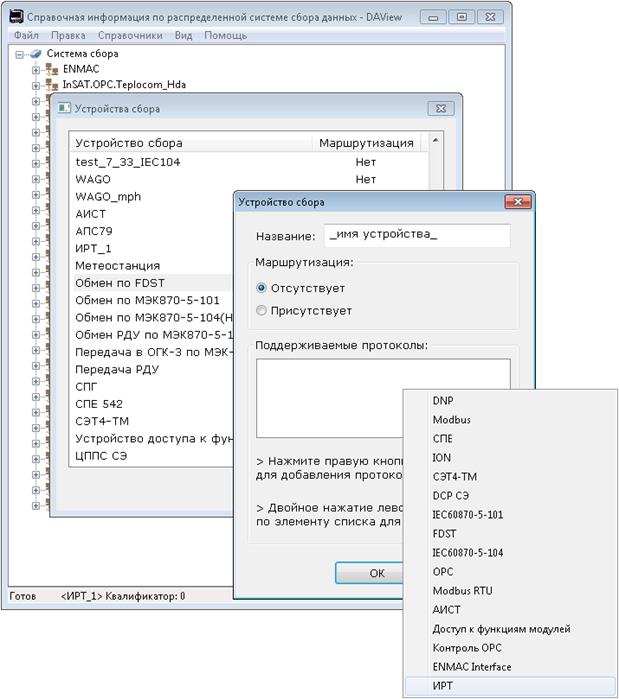 Справочная информация по распределенной системе сбора данных - DAView
Файл Правка Справочники Вид Помощь
Система сбора
ENMAC
InSAT.OPC.Teplocom_Hda
Устройства сбора
Устройство сбора Маршрутизация
test_7_33_IEC104 Нет
WAGO Нет
WAGO_mph
АИСТ
АПС79
ИРТ_1
Метеостанция
Обмен по FDST
Обмен по МЭК870-5-101
Обмен по МЭК870-5-104(Н
Обмен РДУ по МЭК870-5-1
Передача в ОГК-3 по МЭК-
Передача РДУ
СПГ
СПЕ 542
СЭТ4-ТМ
Устройство доступа к фун
ЦППС СЭ
Устройство сбора
Название: _имя устройства_
Маршрутизация:
Отсутствует
Присутствует
Поддерживаемые протоколы:
> Нажмите правую кнопк
для добавления протоко
> Двойное нажатие лево
по элементу списка для
ОК
DNP
Modbus
СПЕ
ION
СЭТ4-ТМ
DCP СЭ
IEC60870-5-101
FDST
IEC60870-5-104
OPC
Modbus RTU
АИСТ
Доступ к функциям модулей
Контроль OPC
ENMAC Interface
ИРТ
Готов <ИРТ_1> Квалификатор: 0